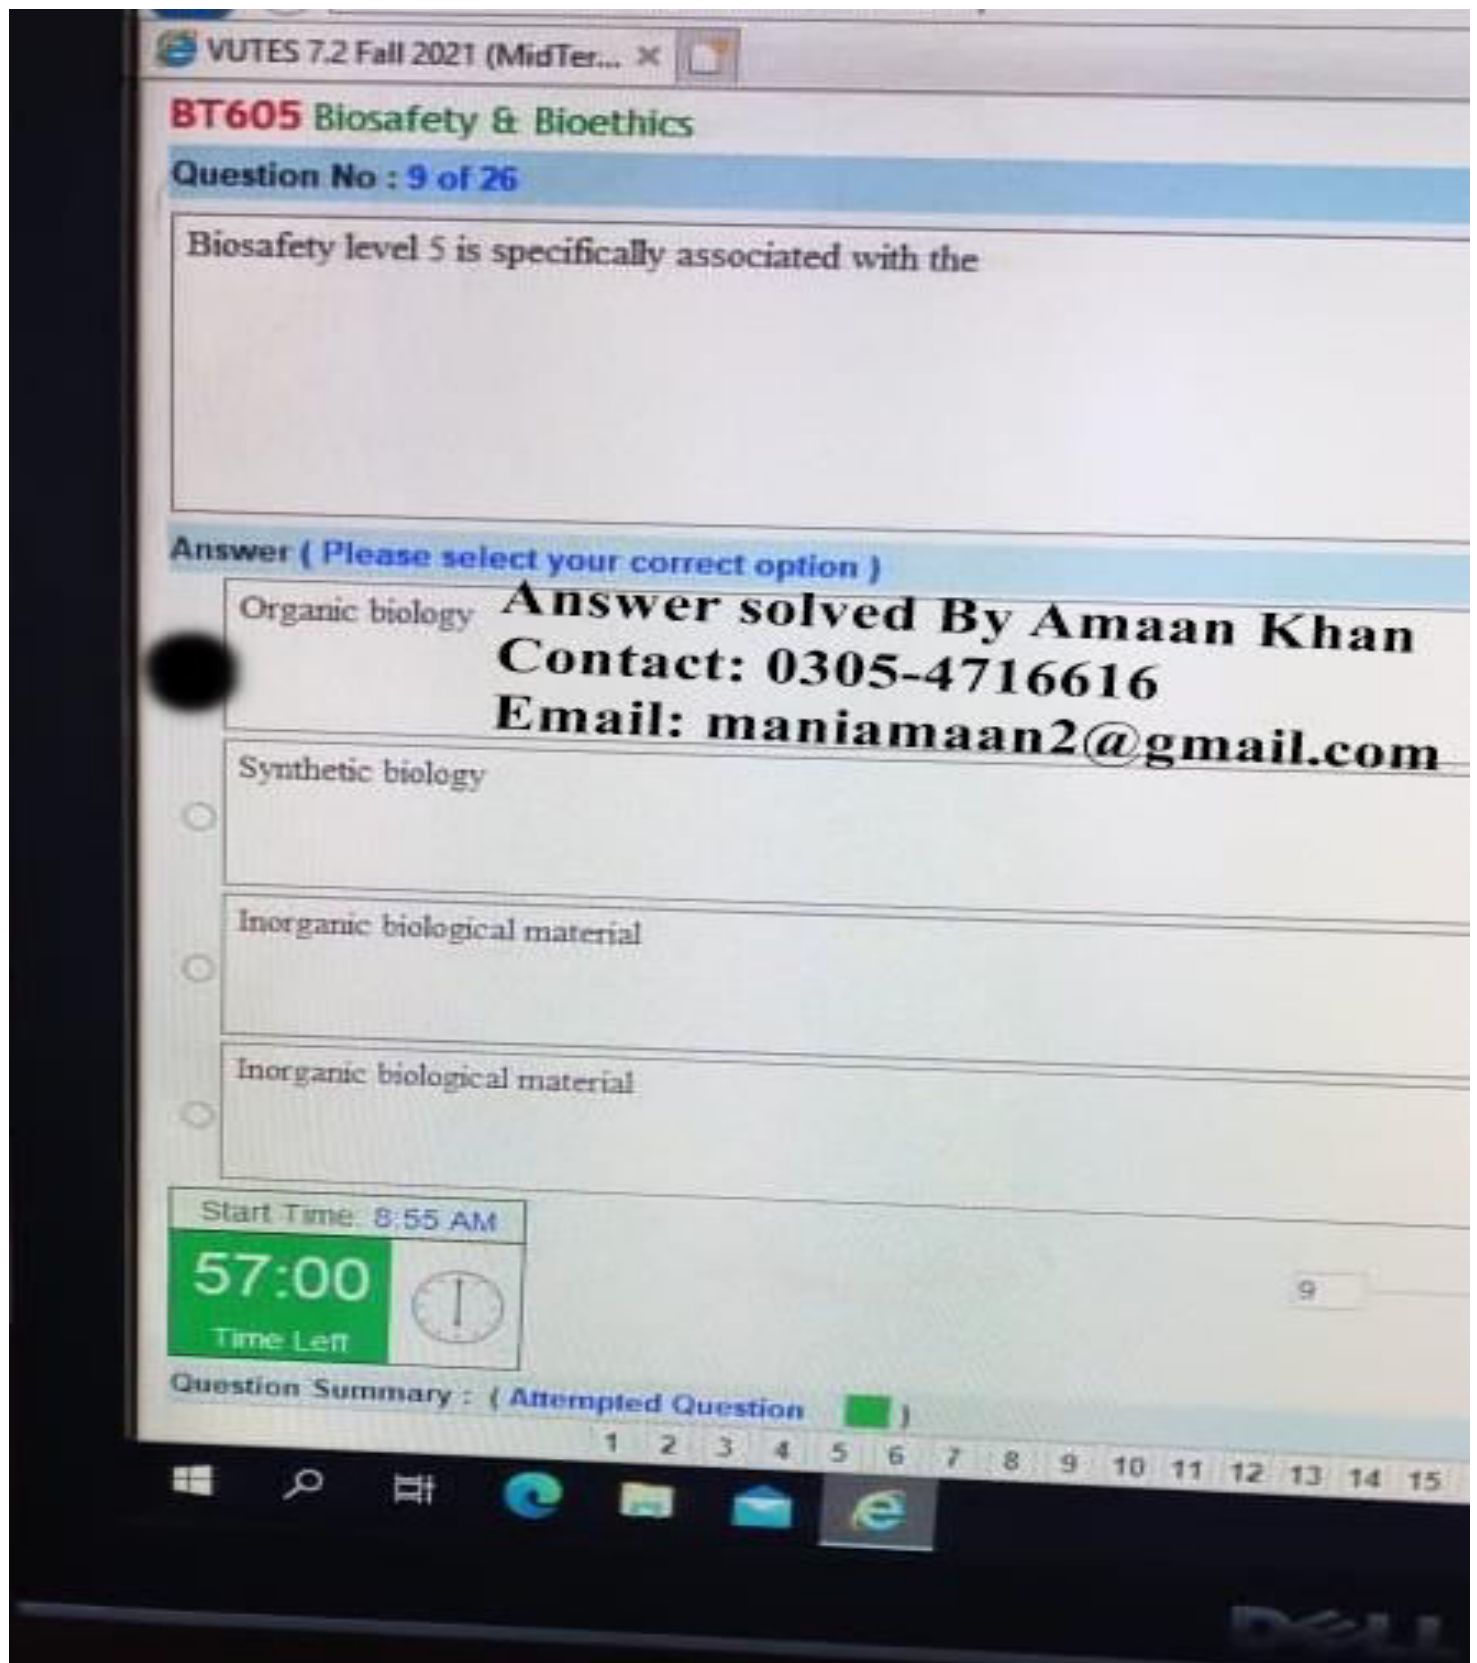 VUTES 7.2 Fall 2021 (MidTer...
BT605 Biosafety & Bioethics
Question No : 9 of 26
Biosafety level 5 is specifically associated with the
Answer ( Please select your correct option )
Organic biology
Answer solved By Amaan Khan
Contact: 0305-4716616
Email: maniamaan2@gmail.com
Synthetic biology
Inorganic biological material
Inorganic biological material
Start Time: 8:55 AM
57:00
Time Left
9
Question Summary : ( Attempted Question )
1 2 3 4 5 6 7 8 9 10 11 12 13 14 15
DELL